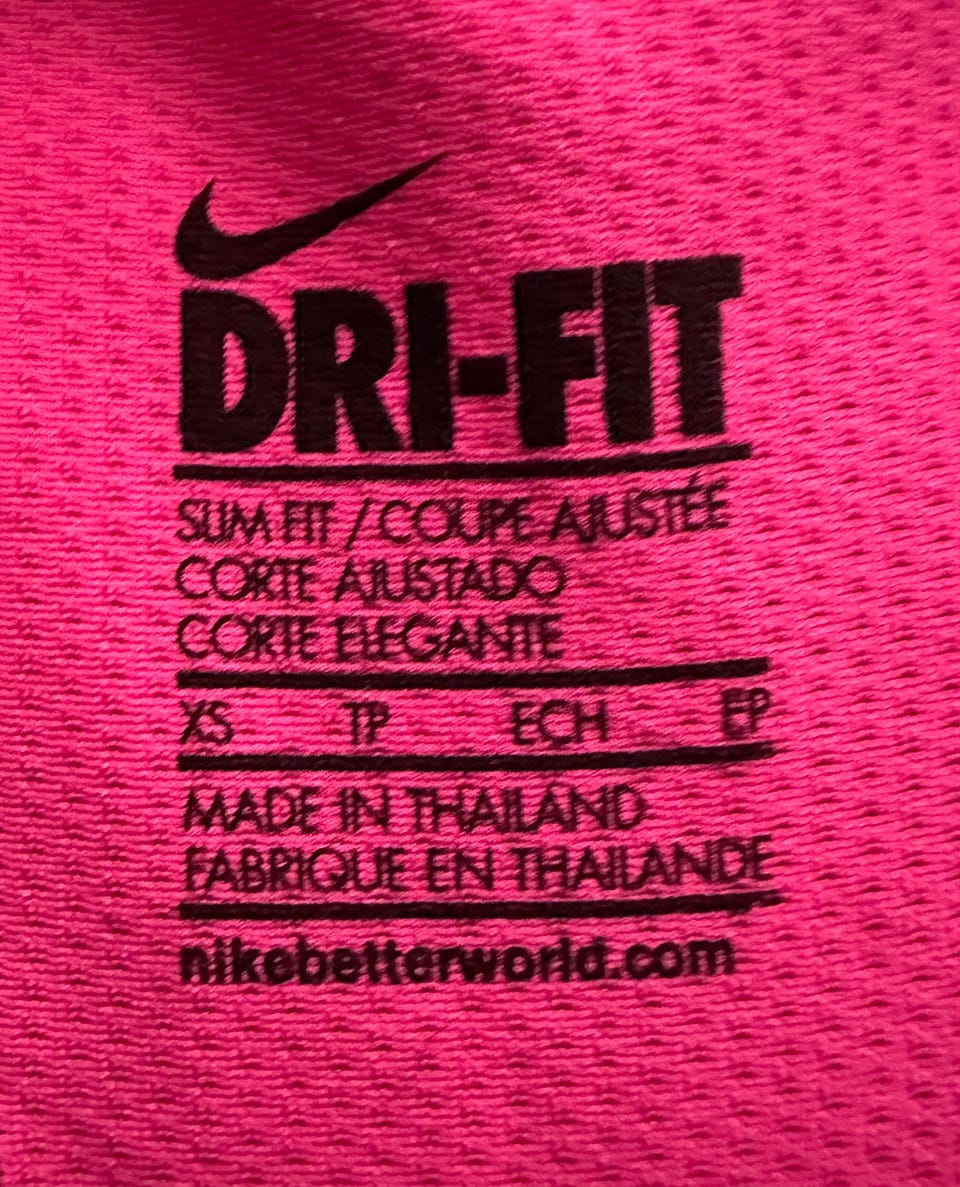 DRI-FIT
SLIM FIT / COUPE AJUSTÉE
CORTE AJUSTADO
CORTE ELEGANTE
XS TP ECH EP
MADE IN THAILAND
FABRIQUE EN THAILANDE
nikebetterworld.com